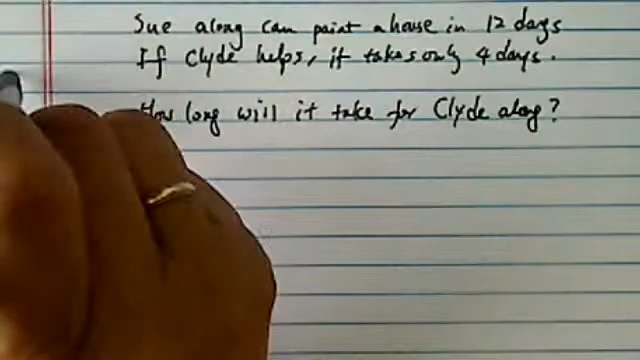 Sue along can paint a house in 12 days
If Clyde helps, it takes only 4 days.
How long will it take for Clyde along?